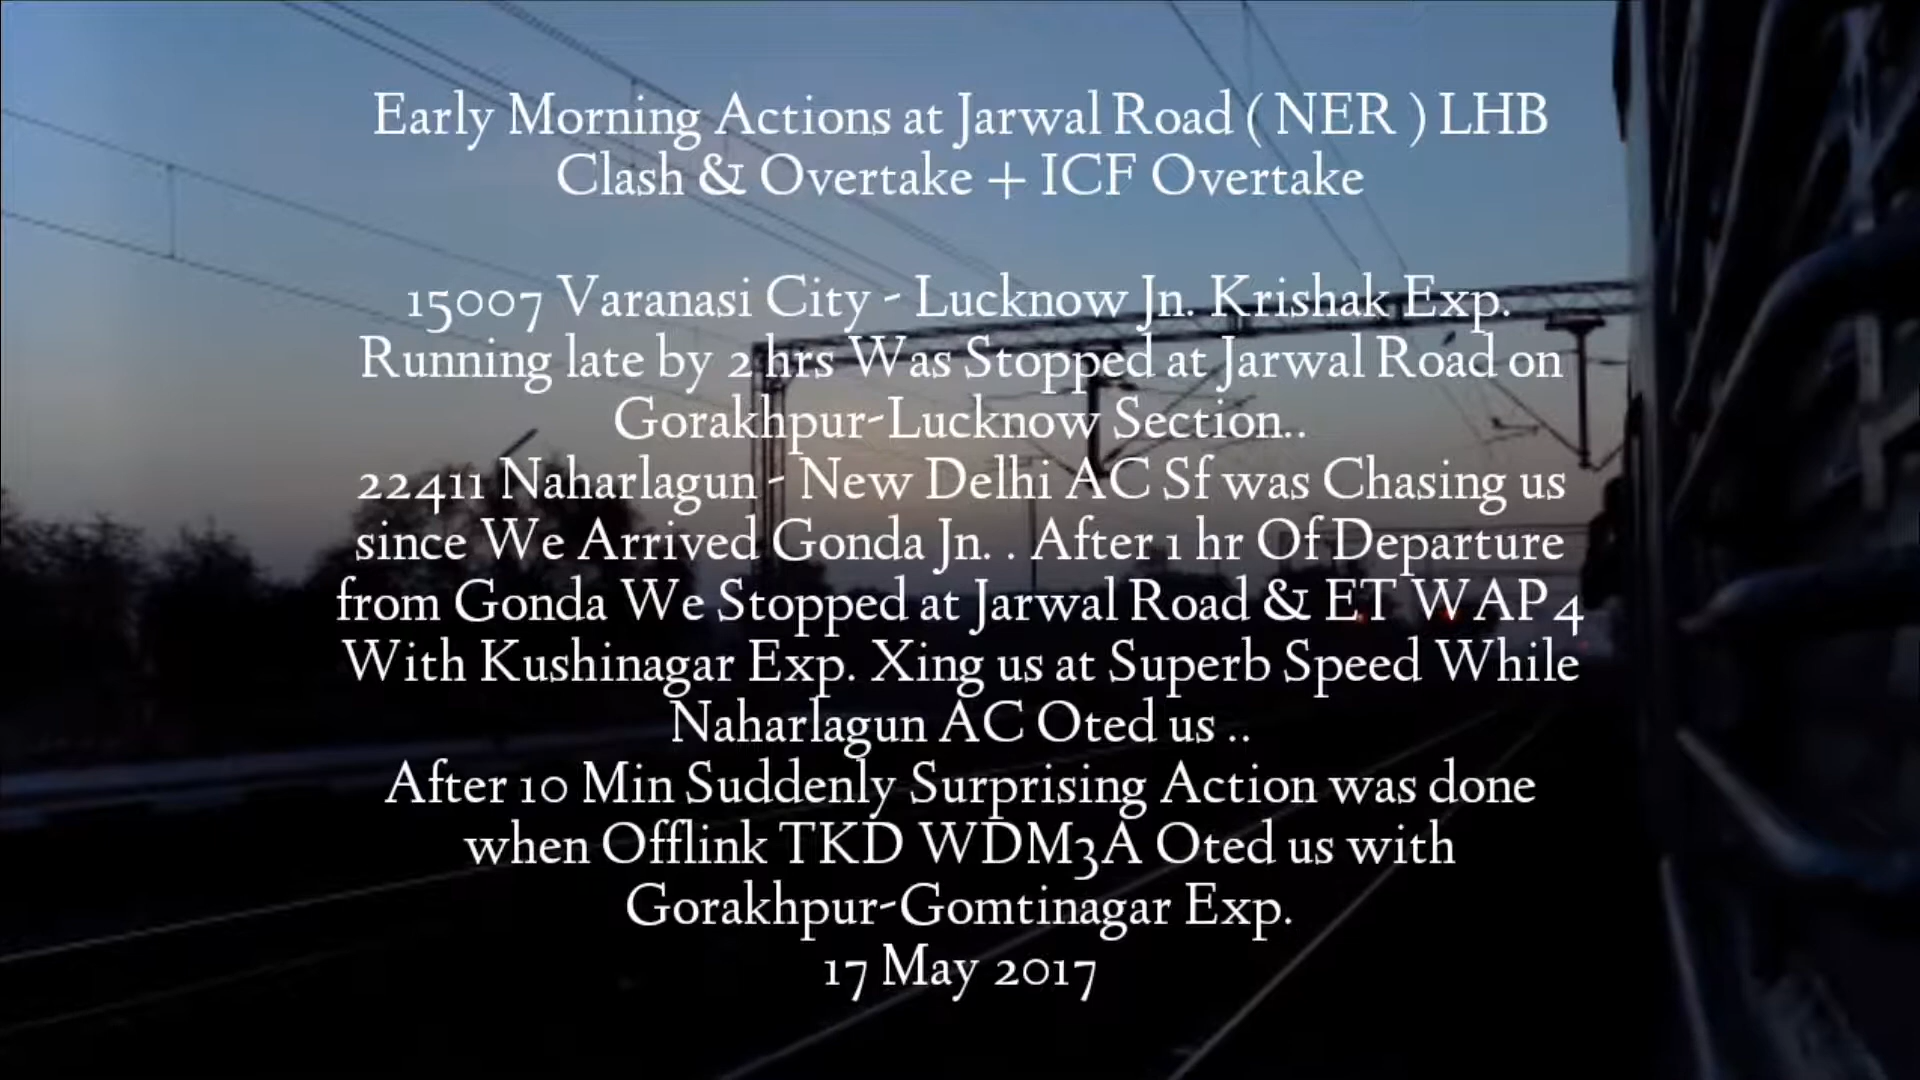 Early Morning Actions at Jarwal Road ( NER ) LHB
Clash & Overtake + ICF Overtake
15007 Varanasi City - Lucknow Jn. Krishak Exp.
Running late by 2 hrs Was Stopped at Jarwal Road on
Gorakhpur-Lucknow Section..
22411 Naharlagun - New Delhi AC Sf was Chasing us
since We Arrived Gonda Jn. . After 1 hr Of Departure
from Gonda We Stopped at Jarwal Road & ET WAP4
With Kushinagar Exp. Xing us at Superb Speed While
Naharlagun AC Oted us ..
After 10 Min Suddenly Surprising Action was done
when Offlink TKD WDM3A Oted us with
Gorakhpur-Gomtinagar Exp.
17 May 2017